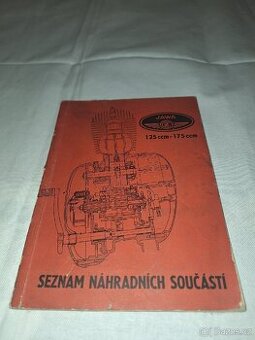 JAWA
125 ccm - 175 ccm
SEZNAM NÁHRADNÍCH SOUČÁSTÍ